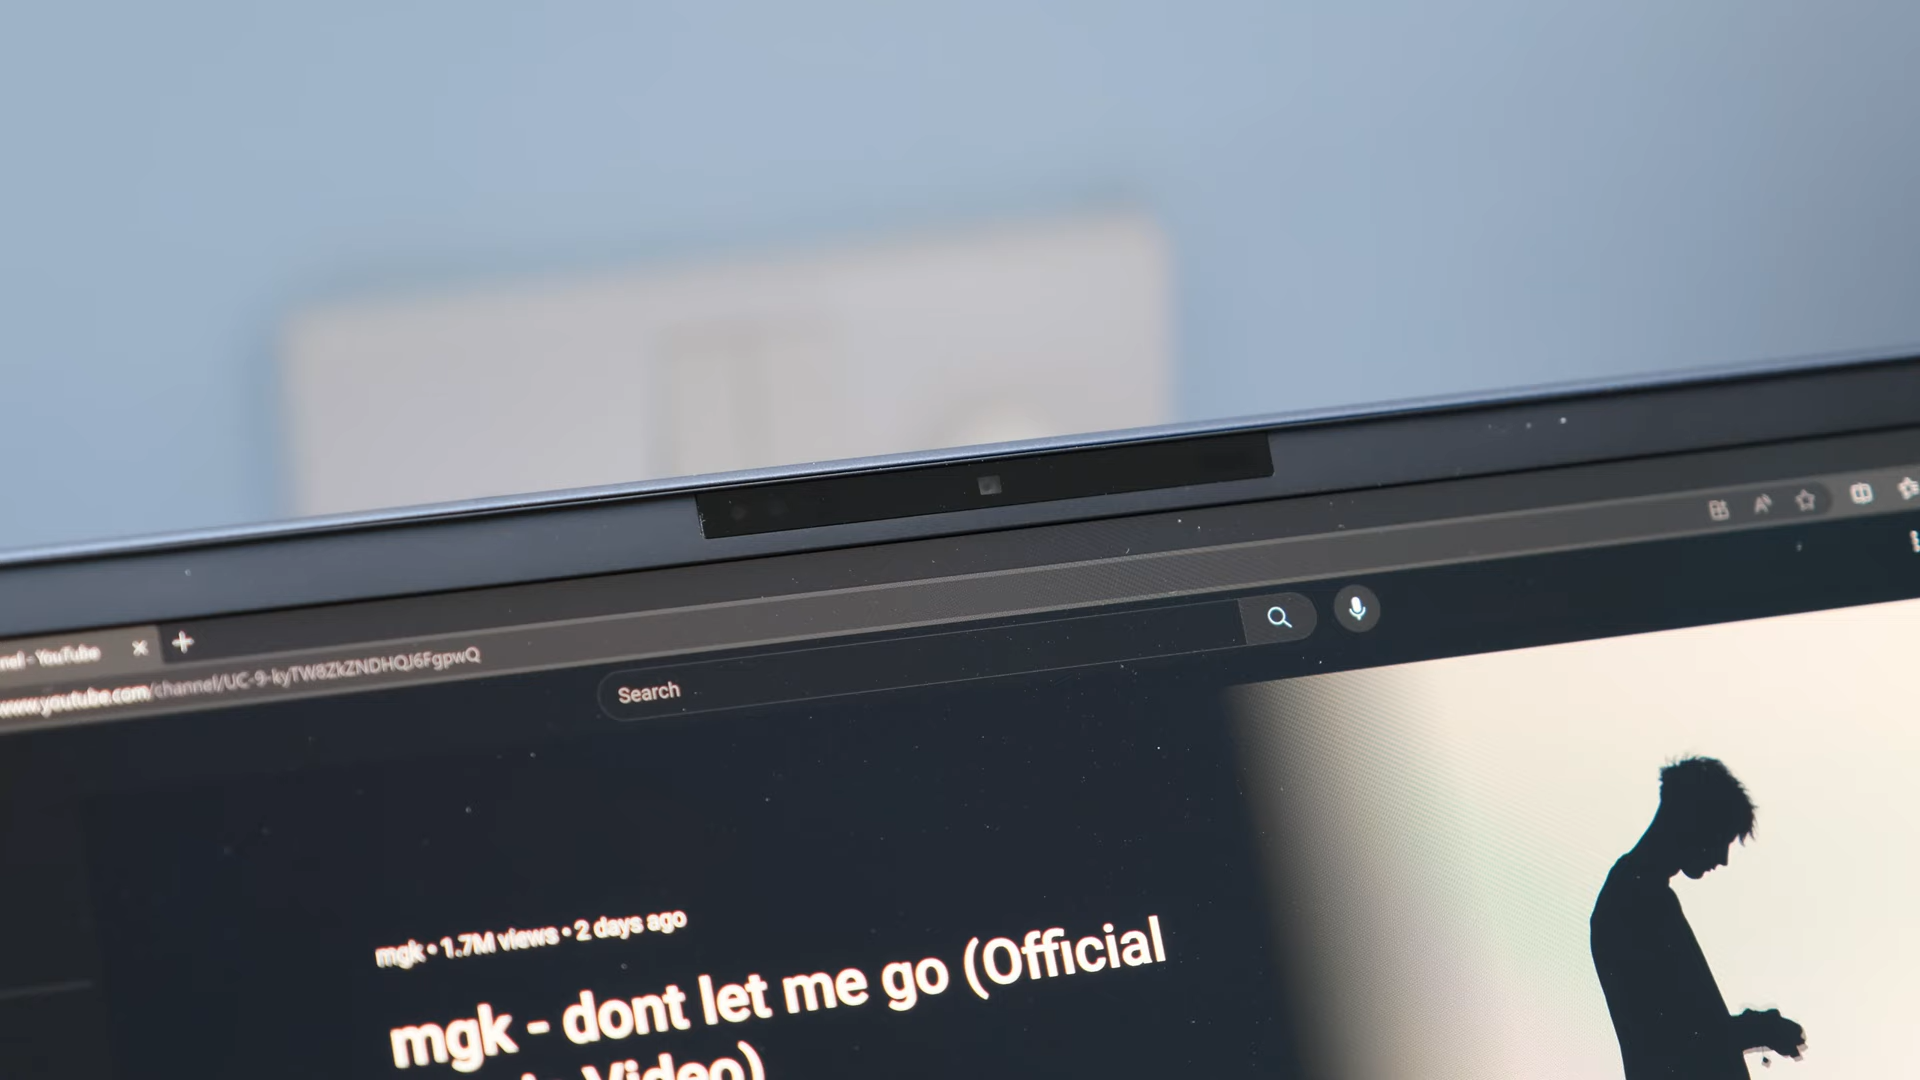 nel - YouTube
www.youtube.com/channel/UC-9-kyTW8ZkZNDHQJ6FgpwQ
Search
mgk • 1.7M views • 2 days ago
mgk - dont let me go (Official
Video)